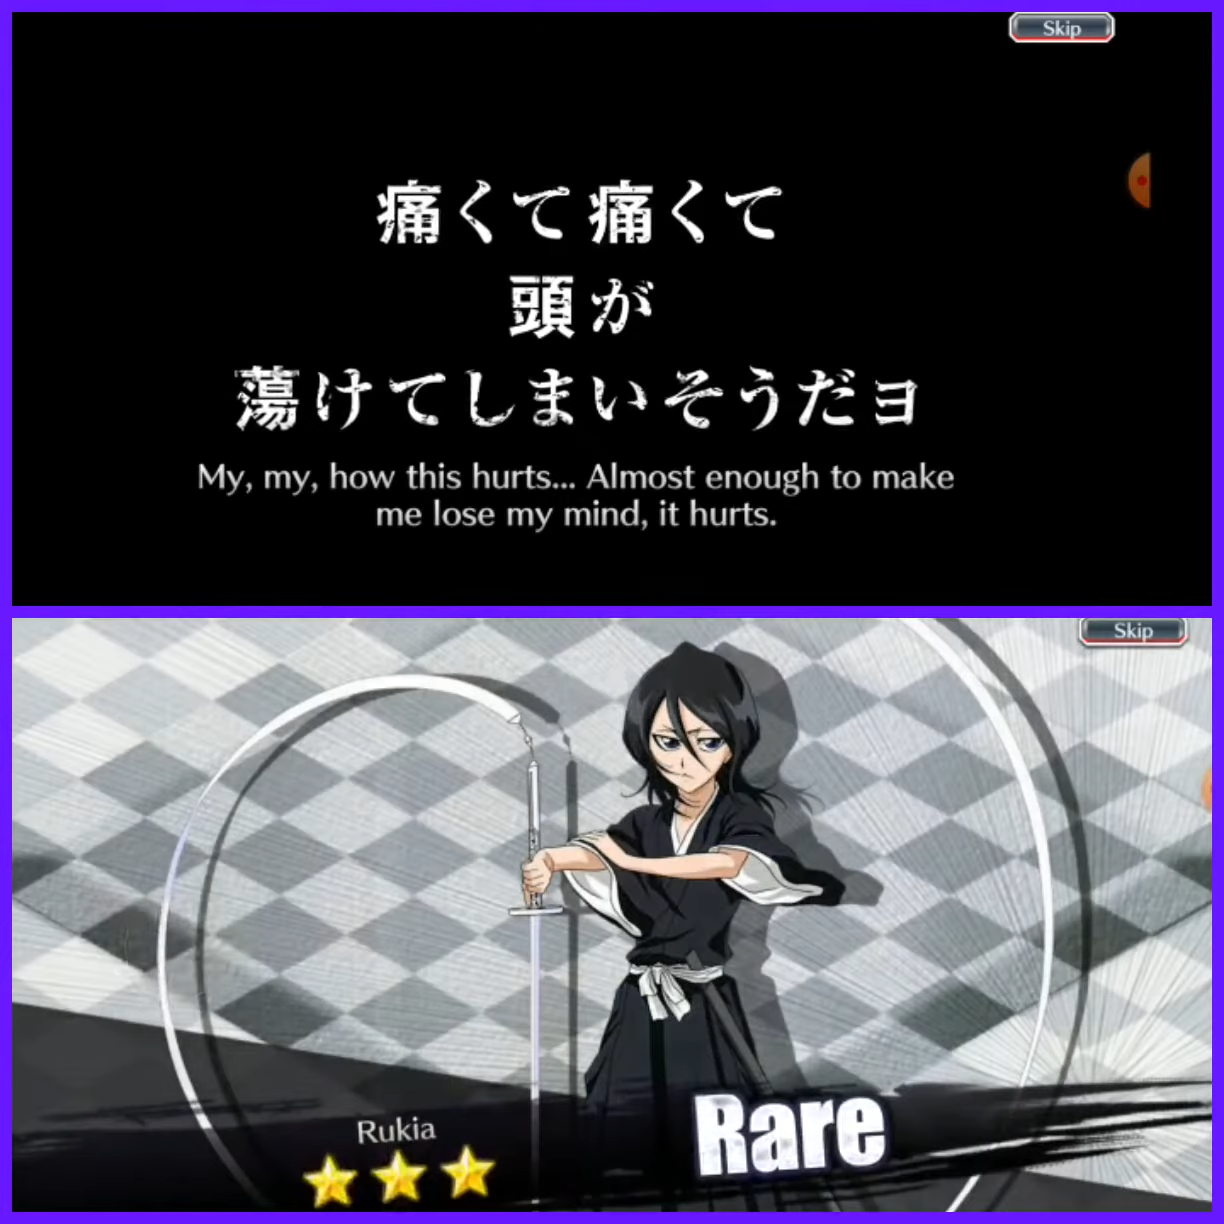 Skip
痛くて 痛くて
頭が
蕩けてしまいそうだヨ
My, my, how this hurts... Almost enough to make
me lose my mind, it hurts.
Skip
Rukia
Rare